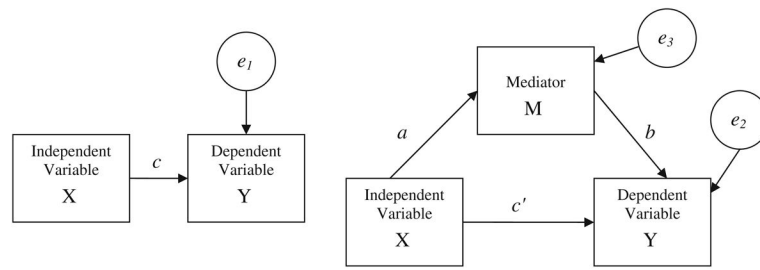 e1
Independent
Variable
X
c
Dependent
Variable
Y
e3
Mediator
M
a
b
e2
Independent
Variable
X
c'
Dependent
Variable
Y